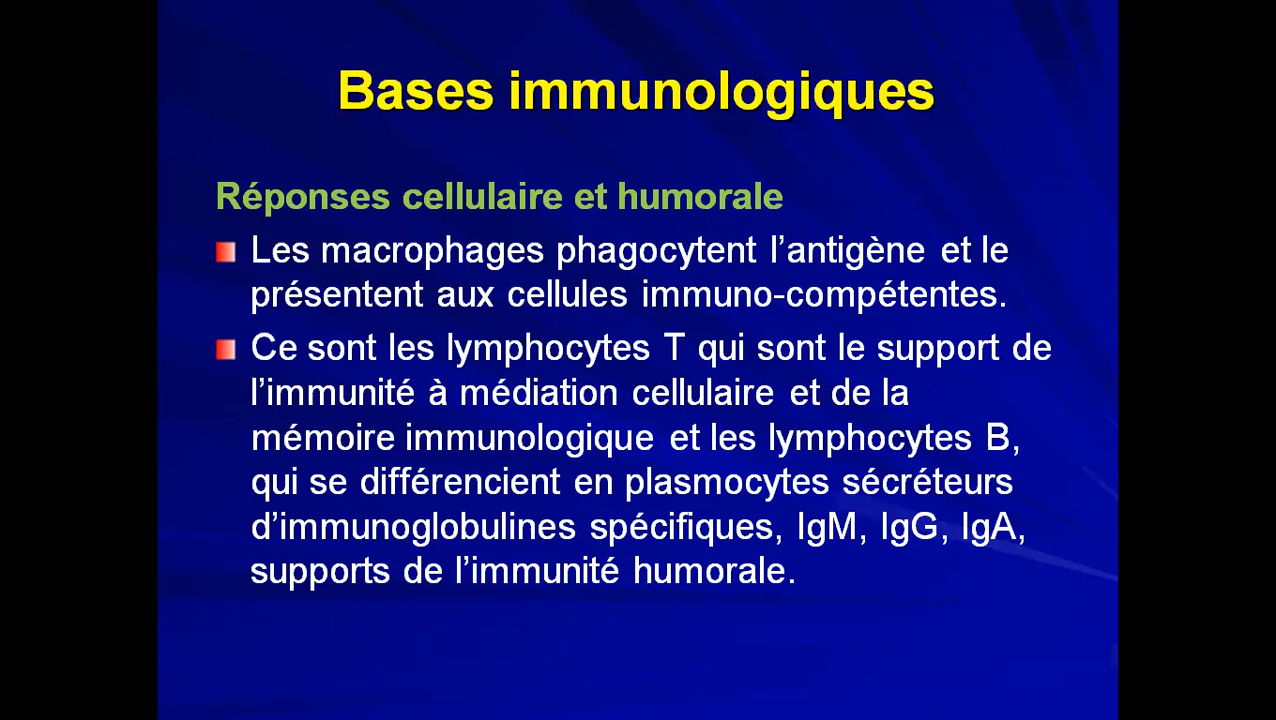 Bases immunologiques
Réponses cellulaire et humorale
Les macrophages phagocytent l’antigène et le
présentent aux cellules immuno-compétentes.
Ce sont les lymphocytes T qui sont le support de
l’immunité à médiation cellulaire et de la
mémoire immunologique et les lymphocytes B,
qui se différencient en plasmocytes sécréteurs
d’immunoglobulines spécifiques, IgM, IgG, IgA,
supports de l’immunité humorale.